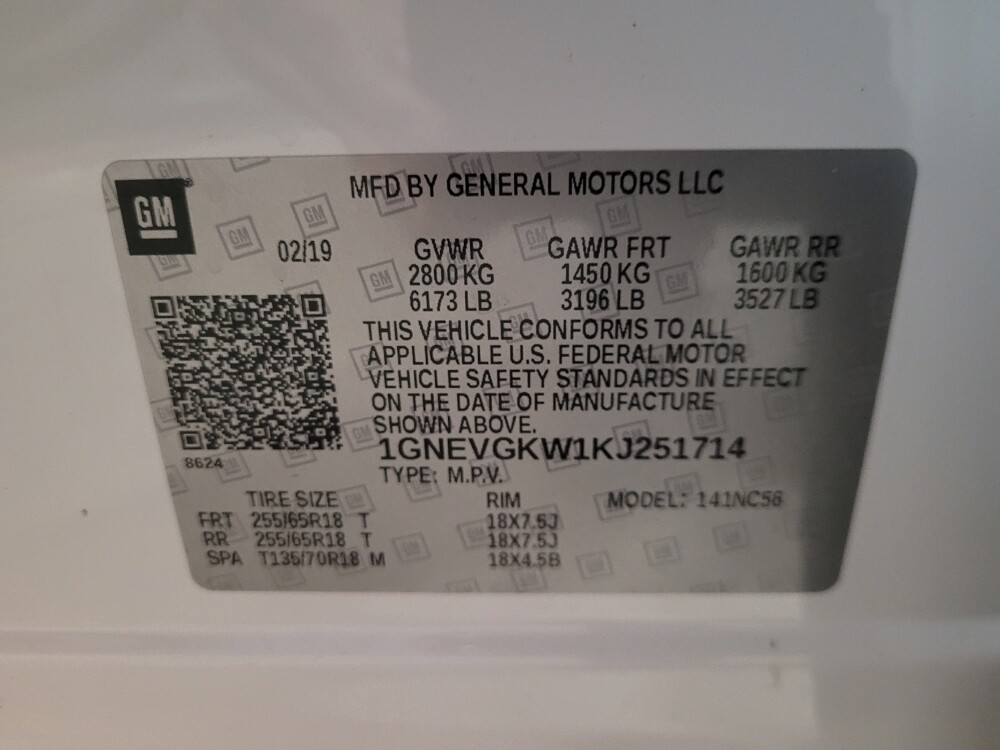 GM
MFD BY GENERAL MOTORS LLC
02/19 GVWR GAWR FRT GAWR RR
2800 KG 1450 KG 1600 KG
6173 LB 3196 LB 3527 LB
THIS VEHICLE CONFORMS TO ALL
APPLICABLE U.S. FEDERAL MOTOR
VEHICLE SAFETY STANDARDS IN EFFECT
ON THE DATE OF MANUFACTURE
SHOWN ABOVE.
8624
1GNEVGKW1KJ251714
TYPE: M.P.V.
TIRE SIZE RIM MODEL: 141NC56
FRT 255/65R18 T 18X7.5J
RR 255/65R18 T 18X7.5J
SPA T135/70R18 M 18X4.5B